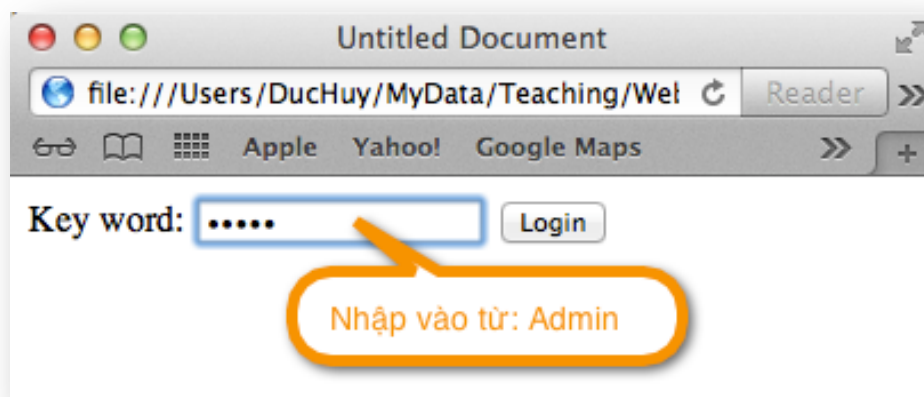 Untitled Document
file:///Users/DucHuy/MyData/Teaching/Wel
Reader
Apple Yahoo! Google Maps
Key word: ••••• Login
Nhập vào từ: Admin